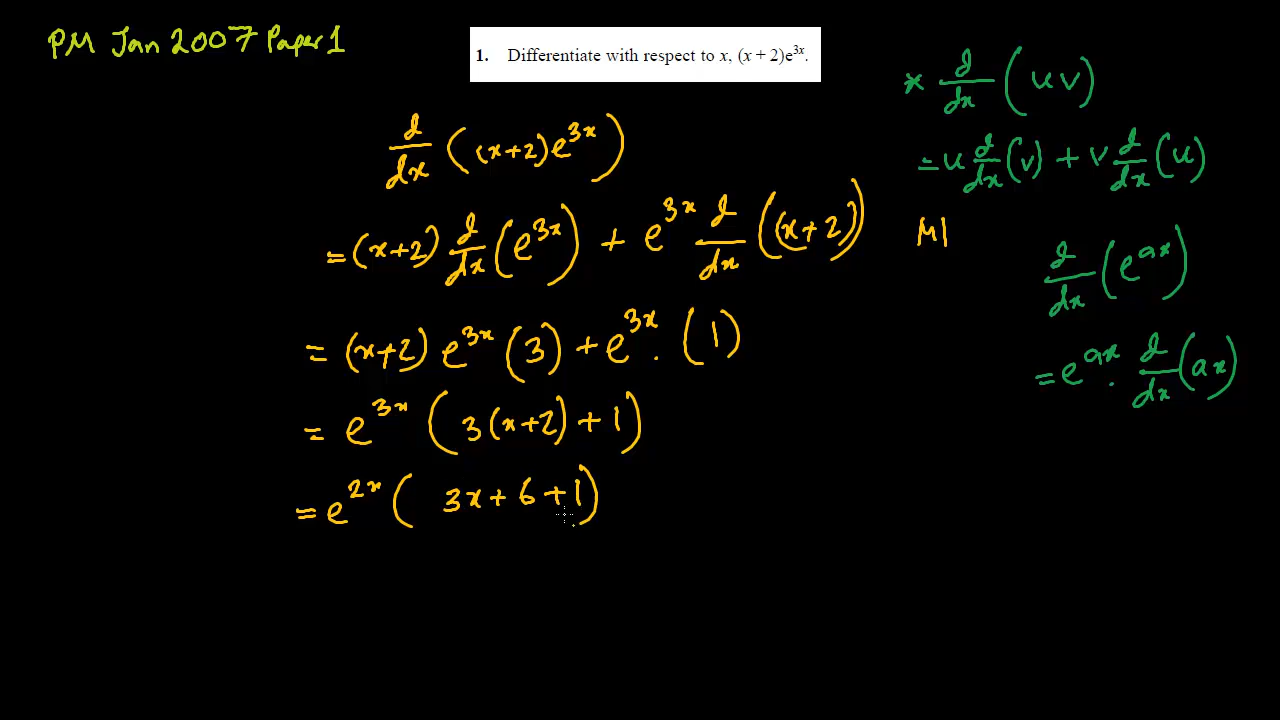 PM Jan 2007 Paper 1
1. Differentiate with respect to x, (x + 2)e^{3x}.
d/dx ((x+2)e^{3x})
= (x+2) d/dx (e^{3x}) + e^{3x} d/dx ((x+2)) M1
= (x+2) e^{3x} (3) + e^{3x} . (1)
= e^{3x} ( 3(x+2) + 1 )
= e^{2x} ( 3x + 6 + 1 )
* d/dx (uv)
= u d/dx (v) + v d/dx (u)
d/dx (e^{ax})
= e^{ax} . d/dx (ax)